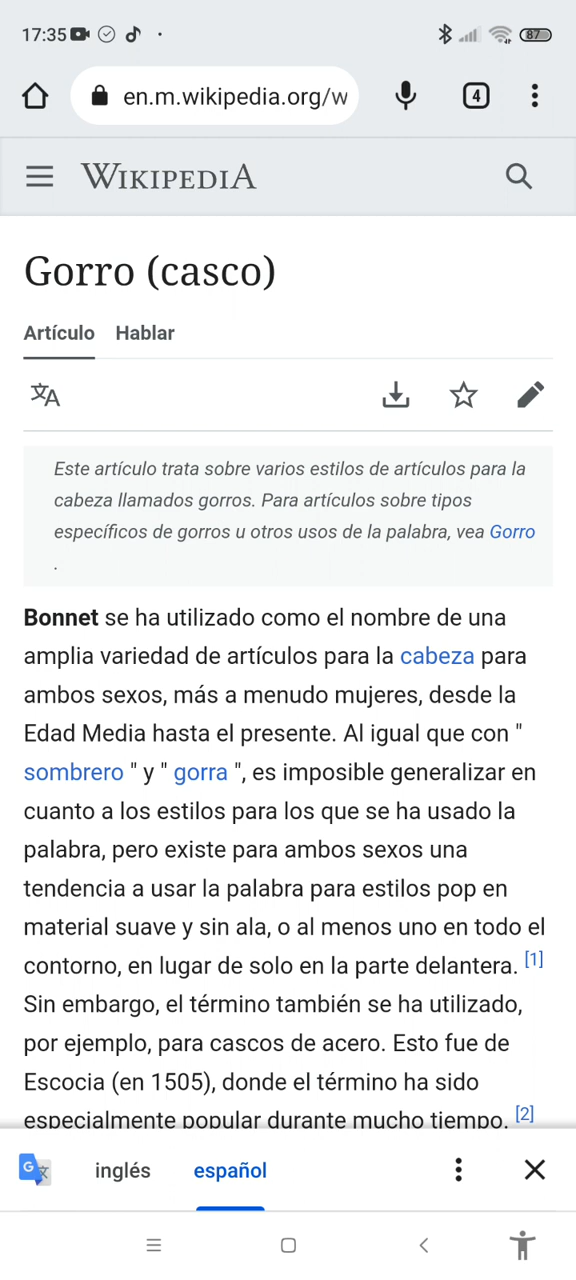 17:35
87
en.m.wikipedia.org/w
4
WIKIPEDIA
Gorro (casco)
Artículo Hablar
Este artículo trata sobre varios estilos de artículos para la
cabeza llamados gorros. Para artículos sobre tipos
específicos de gorros u otros usos de la palabra, vea Gorro
.
Bonnet se ha utilizado como el nombre de una
amplia variedad de artículos para la cabeza para
ambos sexos, más a menudo mujeres, desde la
Edad Media hasta el presente. Al igual que con "
sombrero " y " gorra ", es imposible generalizar en
cuanto a los estilos para los que se ha usado la
palabra, pero existe para ambos sexos una
tendencia a usar la palabra para estilos pop en
material suave y sin ala, o al menos uno en todo el
contorno, en lugar de solo en la parte delantera. [1]
Sin embargo, el término también se ha utilizado,
por ejemplo, para cascos de acero. Esto fue de
Escocia (en 1505), donde el término ha sido
especialmente popular durante mucho tiempo. [2]
inglés español